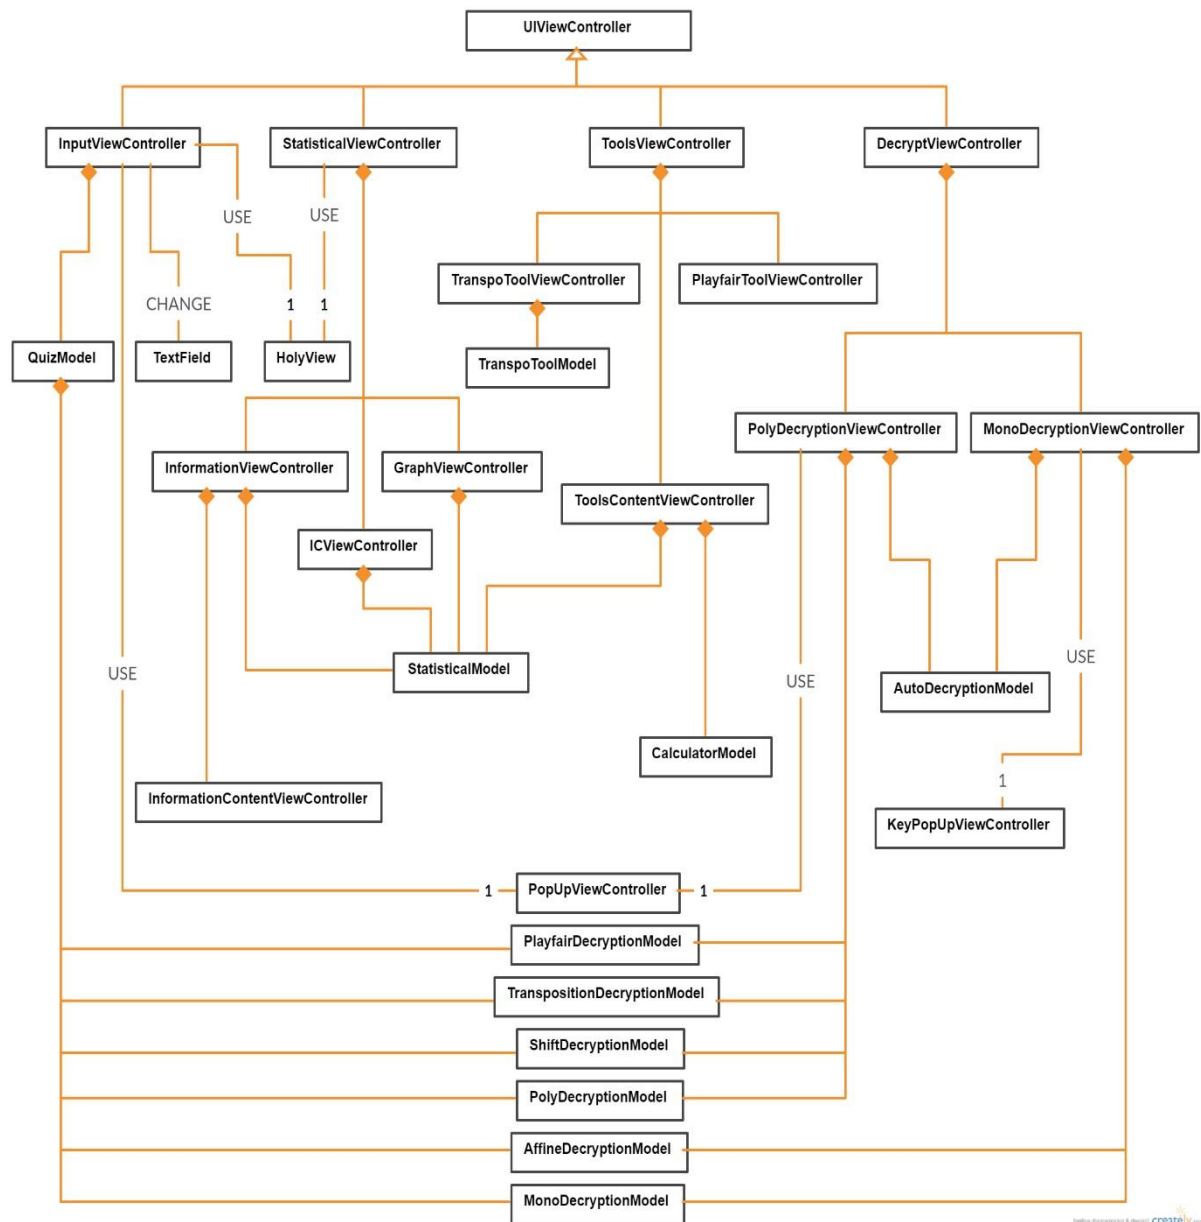 UIViewController
InputViewController
StatisticalViewController
ToolsViewController
DecryptViewController
USE
USE
TranspoToolViewController
PlayfairToolViewController
CHANGE
1
1
QuizModel
TextField
HolyView
TranspoToolModel
PolyDecryptionViewController
MonoDecryptionViewController
InformationViewController
GraphViewController
ToolsContentViewController
ICViewController
StatisticalModel
USE
USE
USE
AutoDecryptionModel
CalculatorModel
1
InformationContentViewController
KeyPopUpViewController
1
PopUpViewController
1
PlayfairDecryptionModel
TranspositionDecryptionModel
ShiftDecryptionModel
PolyDecryptionModel
AffineDecryptionModel
MonoDecryptionModel